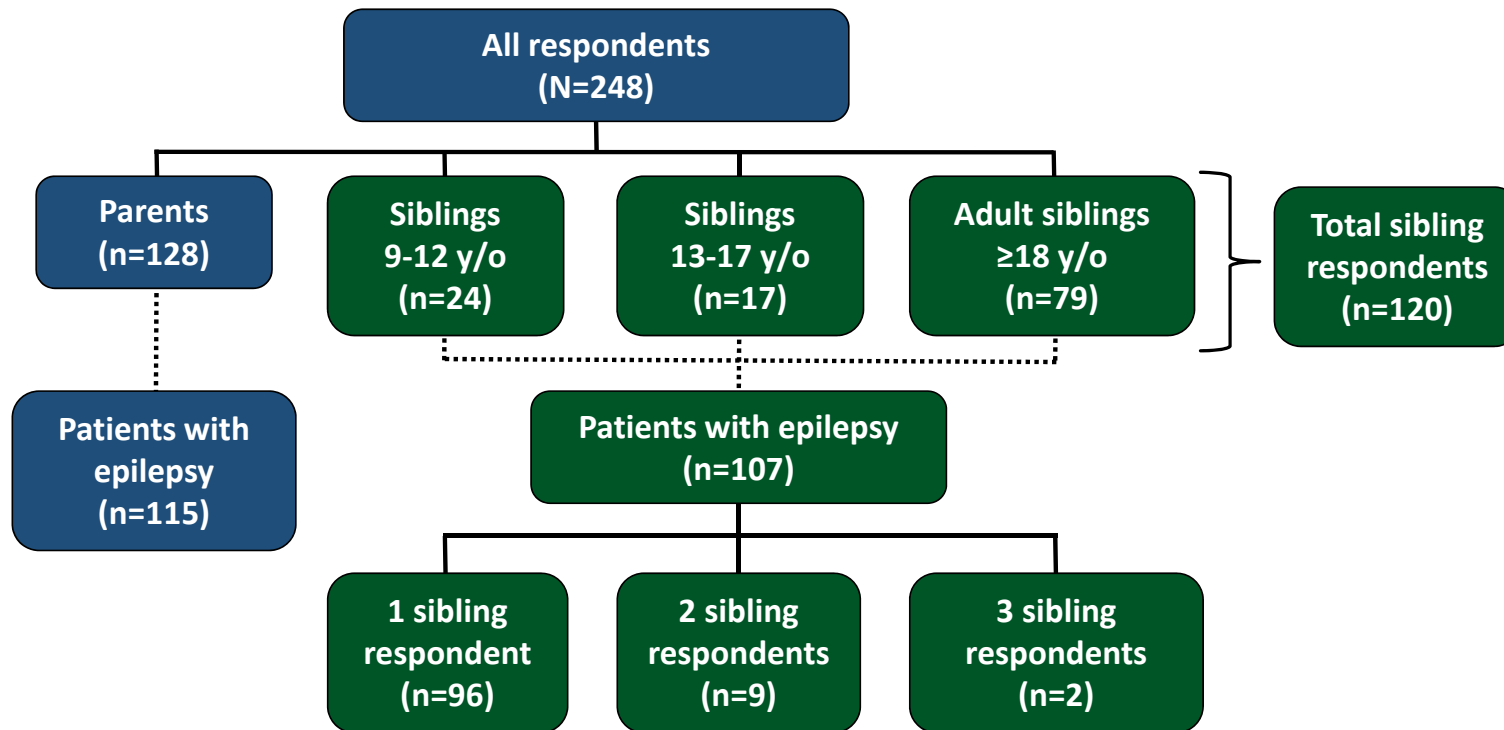 All respondents
(N=248)
Parents
(n=128)
Siblings
9-12 y/o
(n=24)
Siblings
13-17 y/o
(n=17)
Adult siblings
≥18 y/o
(n=79)
Total sibling
respondents
(n=120)
Patients with
epilepsy
(n=115)
Patients with epilepsy
(n=107)
1 sibling
respondent
(n=96)
2 sibling
respondents
(n=9)
3 sibling
respondents
(n=2)